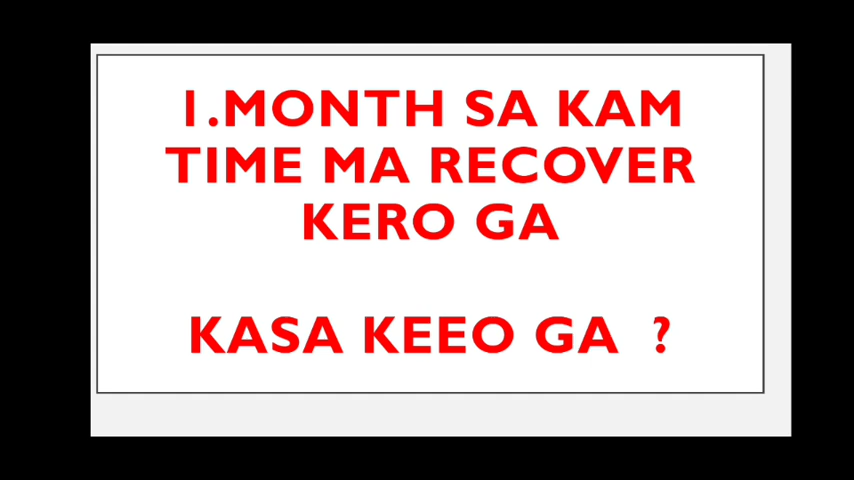 1.MONTH SA KAM
TIME MA RECOVER
KERO GA
KASA KEEO GA ?